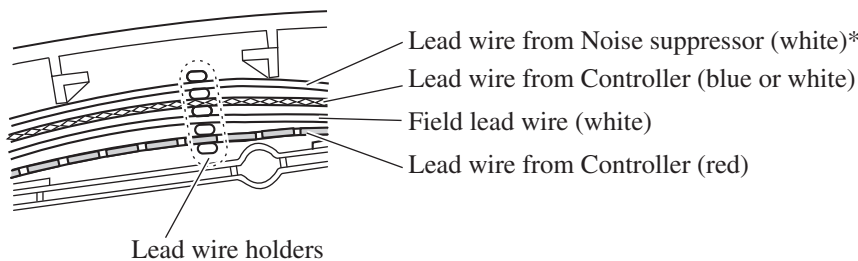 Lead wire from Noise suppressor (white)*
Lead wire from Controller (blue or white)
Field lead wire (white)
Lead wire from Controller (red)
Lead wire holders